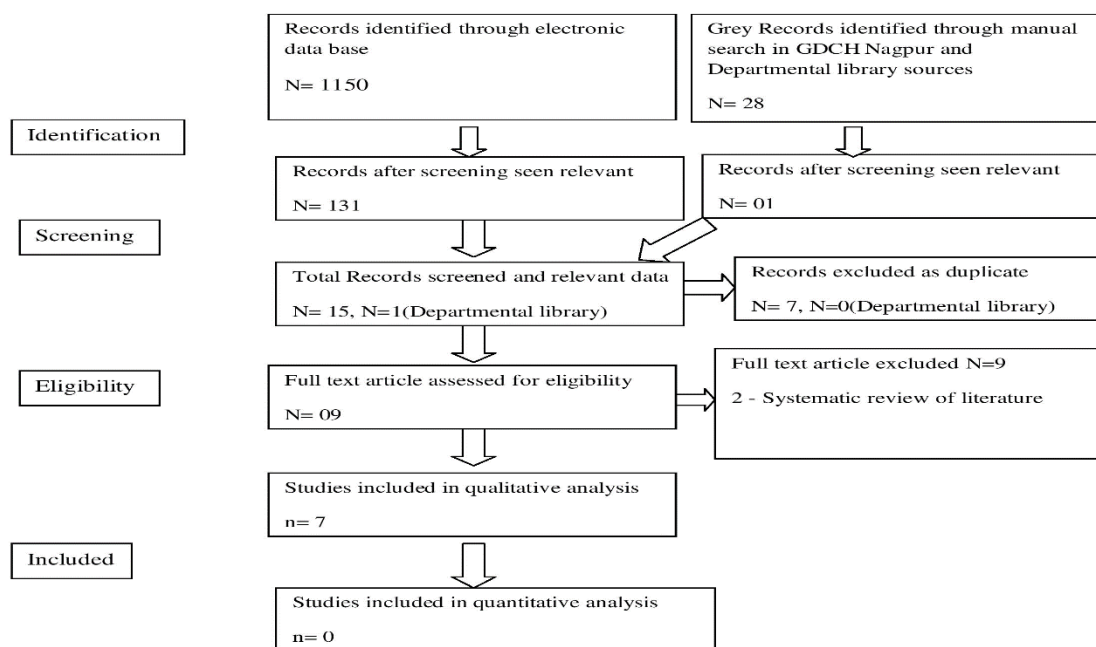 Records identified through electronic
data base
N= 1150
Grey Records identified through manual
search in GDCH Nagpur and
Departmental library sources
N= 28
Identification
Records after screening seen relevant
N= 131
Records after screening seen relevant
N= 01
Screening
Total Records screened and relevant data
N= 15, N=1(Departmental library)
Records excluded as duplicate
N= 7, N=0(Departmental library)
Eligibility
Full text article assessed for eligibility
N= 09
Full text article excluded N=9
2 - Systematic review of literature
Studies included in qualitative analysis
n= 7
Included
Studies included in quantitative analysis
n= 0